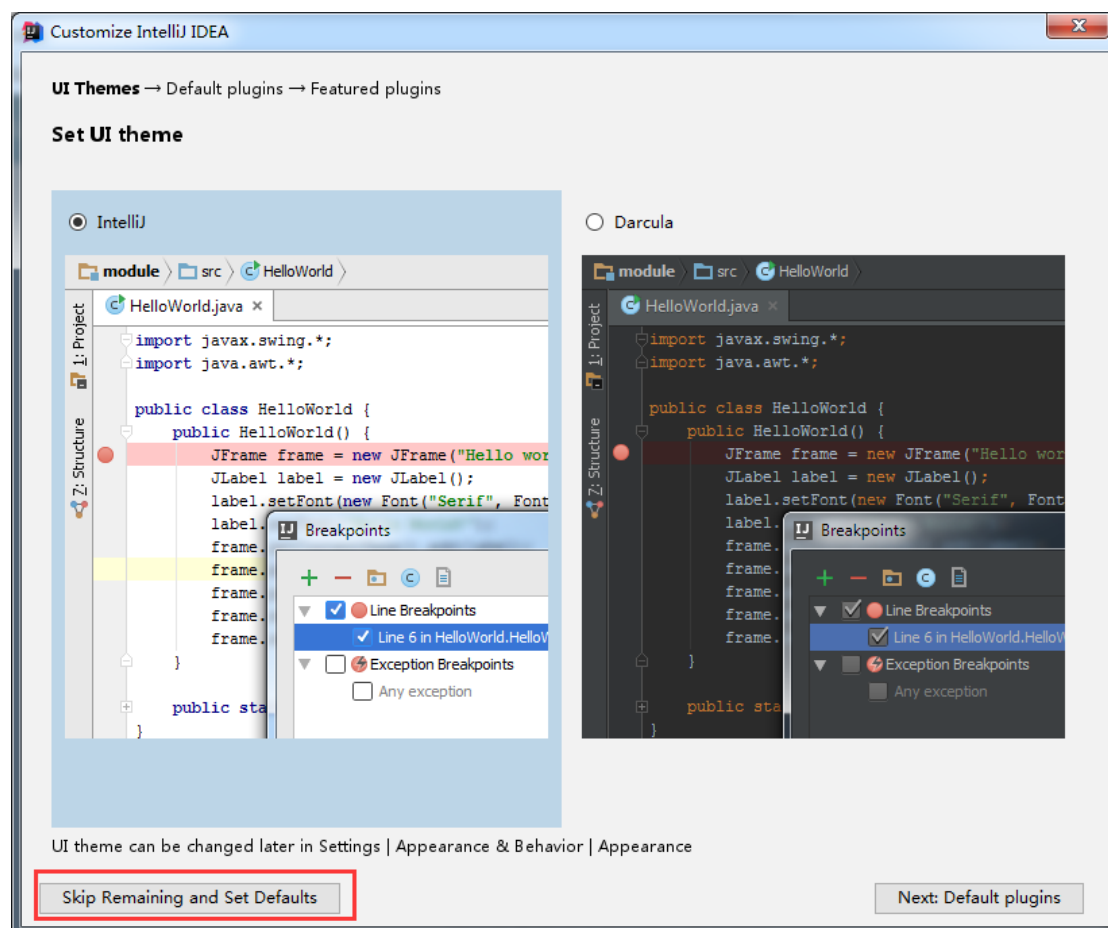 Customize IntelliJ IDEA
UI Themes → Default plugins → Featured plugins
Set UI theme
IntelliJ
module src HelloWorld
HelloWorld.java ×
1: Project
Z: Structure
import javax.swing.*;
import java.awt.*;
public class HelloWorld {
public HelloWorld() {
JFrame frame = new JFrame("Hello wor
JLabel label = new JLabel();
label.setFont(new Font("Serif", Font
label.
frame.
frame.
frame.
frame.
frame.
}
public sta
}
Breakpoints
Line Breakpoints
Line 6 in HelloWorld.HelloW
Exception Breakpoints
Any exception
Darcula
module src HelloWorld
HelloWorld.java ×
1: Project
Z: Structure
import javax.swing.*;
import java.awt.*;
public class HelloWorld {
public HelloWorld() {
JFrame frame = new JFrame("Hello wor
JLabel label = new JLabel();
label.setFont(new Font("Serif", Font
label.
frame.
frame.
frame.
frame.
frame.
}
public sta
}
Breakpoints
Line Breakpoints
Line 6 in HelloWorld.HelloW
Exception Breakpoints
Any exception
UI theme can be changed later in Settings | Appearance & Behavior | Appearance
Skip Remaining and Set Defaults
Next: Default plugins